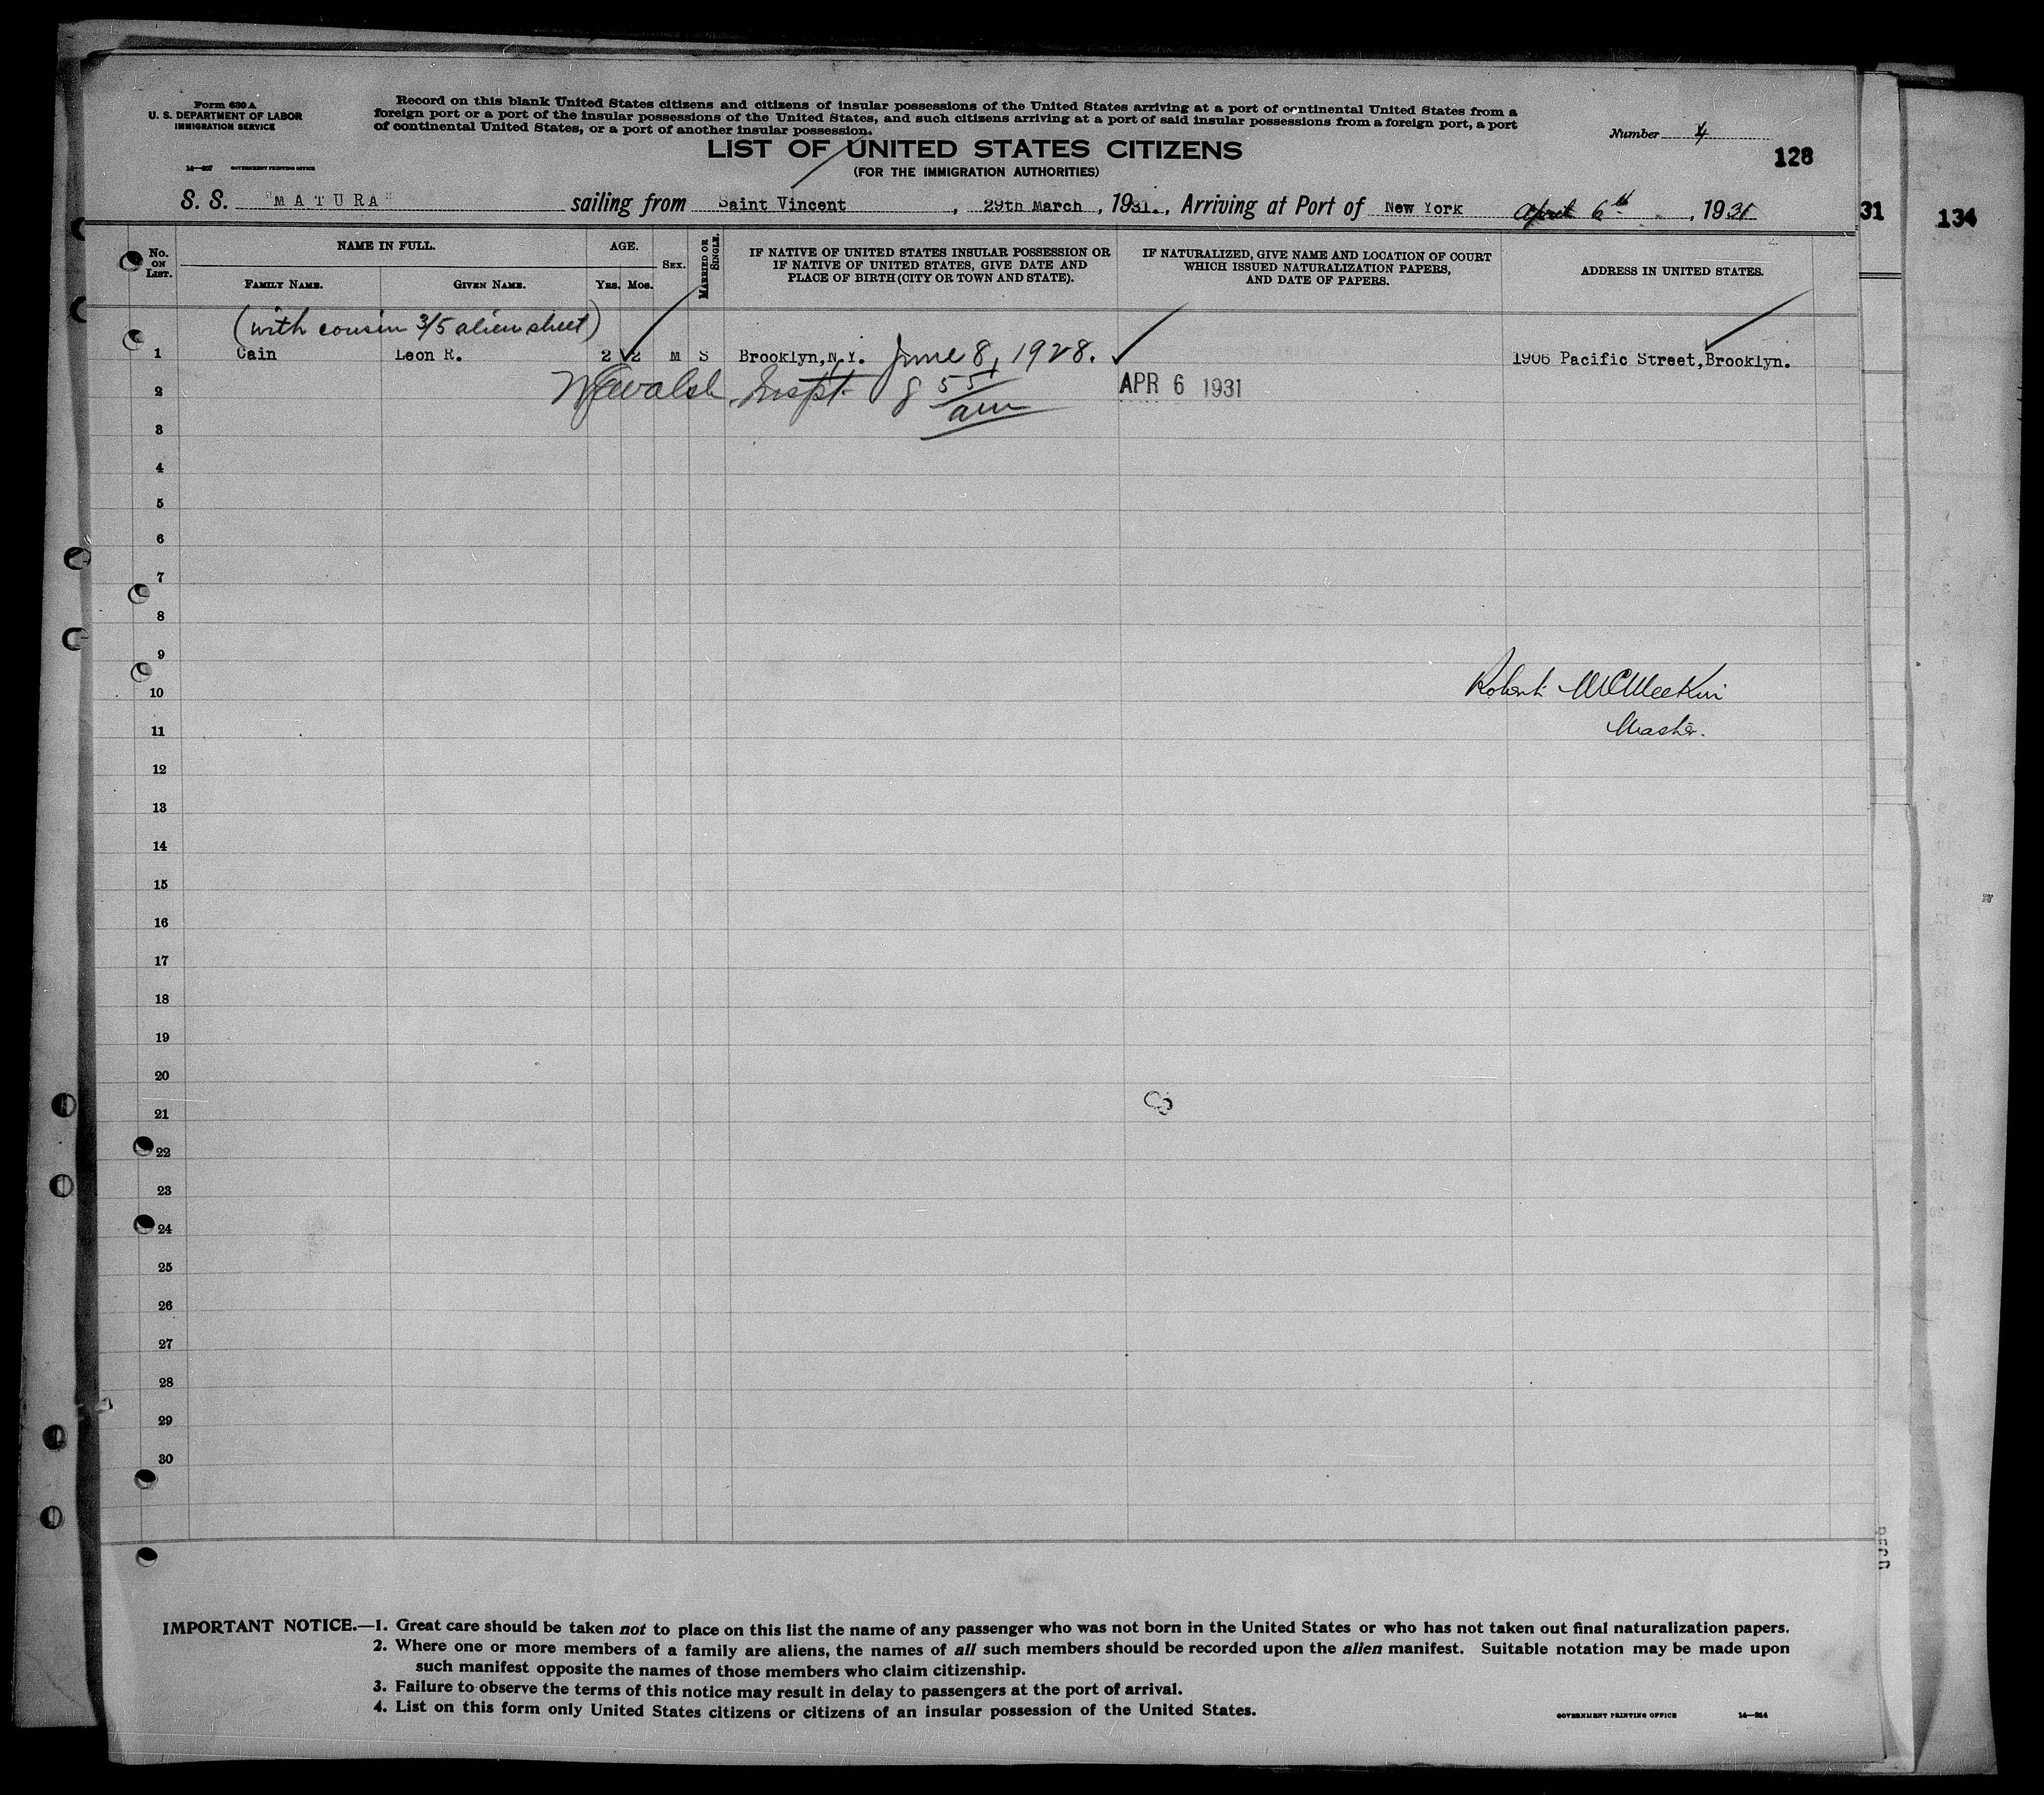 Form 630 A
U. S. DEPARTMENT OF LABOR
IMMIGRATION SERVICE
14—237 GOVERNMENT PRINTING OFFICE
Record on this blank United States citizens and citizens of insular possessions of the United States arriving at a port of continental United States from a
foreign port or a port of the insular possessions of the United States, and such citizens arriving at a port of said insular possessions from a foreign port, a port
of continental United States, or a port of another insular possession.
Number 4
128
LIST OF UNITED STATES CITIZENS
(FOR THE IMMIGRATION AUTHORITIES)
S. S. "MATURA" sailing from Saint Vincent, 29th March, 1931., Arriving at Port of New York April 6th, 1931
31
134
No. ON LIST.
NAME IN FULL.
FAMILY NAME. GIVEN NAME.
AGE.
YRS. MOS.
SEX.
MARRIED OR SINGLE.
IF NATIVE OF UNITED STATES INSULAR POSSESSION OR
IF NATIVE OF UNITED STATES, GIVE DATE AND
PLACE OF BIRTH (CITY OR TOWN AND STATE).
IF NATURALIZED, GIVE NAME AND LOCATION OF COURT
WHICH ISSUED NATURALIZATION PAPERS,
AND DATE OF PAPERS.
ADDRESS IN UNITED STATES.
(with cousin 3/5 alien sheet)
1 Cain Leon R. 2 2 M S Brooklyn, N.Y. June 8, 1928. 1906 Pacific Street, Brooklyn.
2 Walsh Inspt. 8 55 am APR 6 1931
3
4
5
6
7
8
9
10 Robert McMeekin
11 Master.
12
13
14
15
16
17
18
19
20
21
22
23
24
25
26
27
28
29
30
IMPORTANT NOTICE.—1. Great care should be taken not to place on this list the name of any passenger who was not born in the United States or who has not taken out final naturalization papers.
2. Where one or more members of a family are aliens, the names of all such members should be recorded upon the alien manifest. Suitable notation may be made upon
such manifest opposite the names of those members who claim citizenship.
3. Failure to observe the terms of this notice may result in delay to passengers at the port of arrival.
4. List on this form only United States citizens or citizens of an insular possession of the United States.
GOVERNMENT PRINTING OFFICE